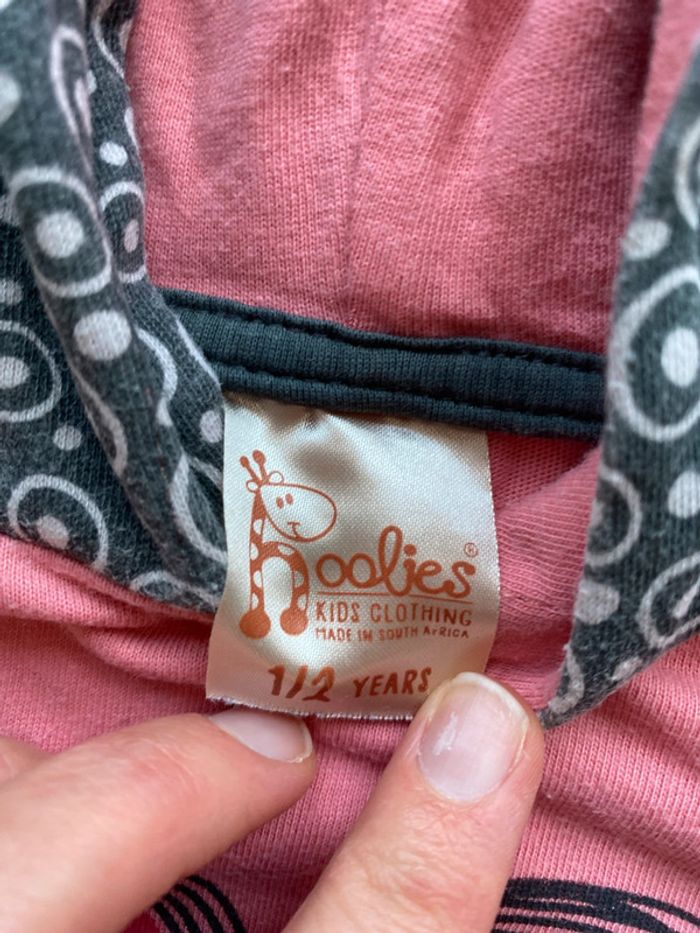 hoolies®
KIDS CLOTHING
MADE IN SOUTH AFRICA
1/2 YEARS